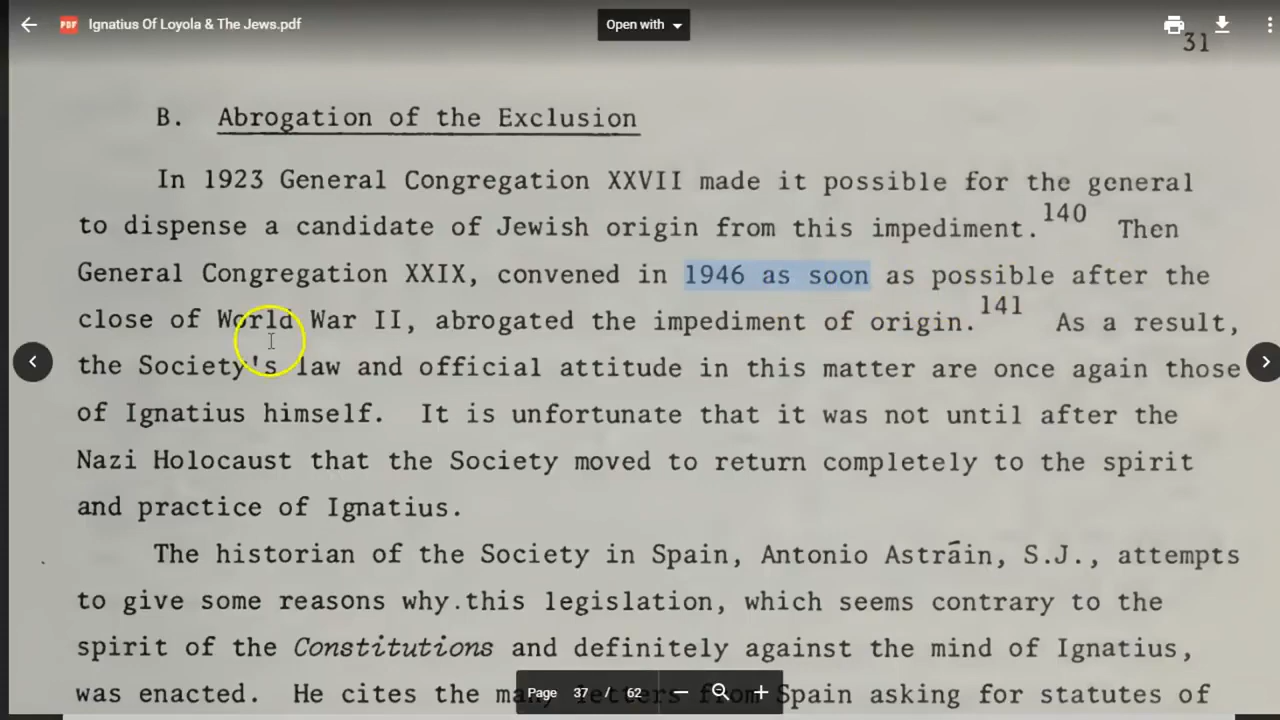 Ignatius Of Loyola & The Jews.pdf
Open with
31
B. Abrogation of the Exclusion
In 1923 General Congregation XXVII made it possible for the general
to dispense a candidate of Jewish origin from this impediment.140 Then
General Congregation XXIX, convened in 1946 as soon as possible after the
close of World War II, abrogated the impediment of origin.141 As a result,
the Society's law and official attitude in this matter are once again those
of Ignatius himself. It is unfortunate that it was not until after the
Nazi Holocaust that the Society moved to return completely to the spirit
and practice of Ignatius.
The historian of the Society in Spain, Antonio Astrāin, S.J., attempts
to give some reasons why.this legislation, which seems contrary to the
spirit of the Constitutions and definitely against the mind of Ignatius,
was enacted. He cites the many letters from Spain asking for statutes of
Page 37 / 62